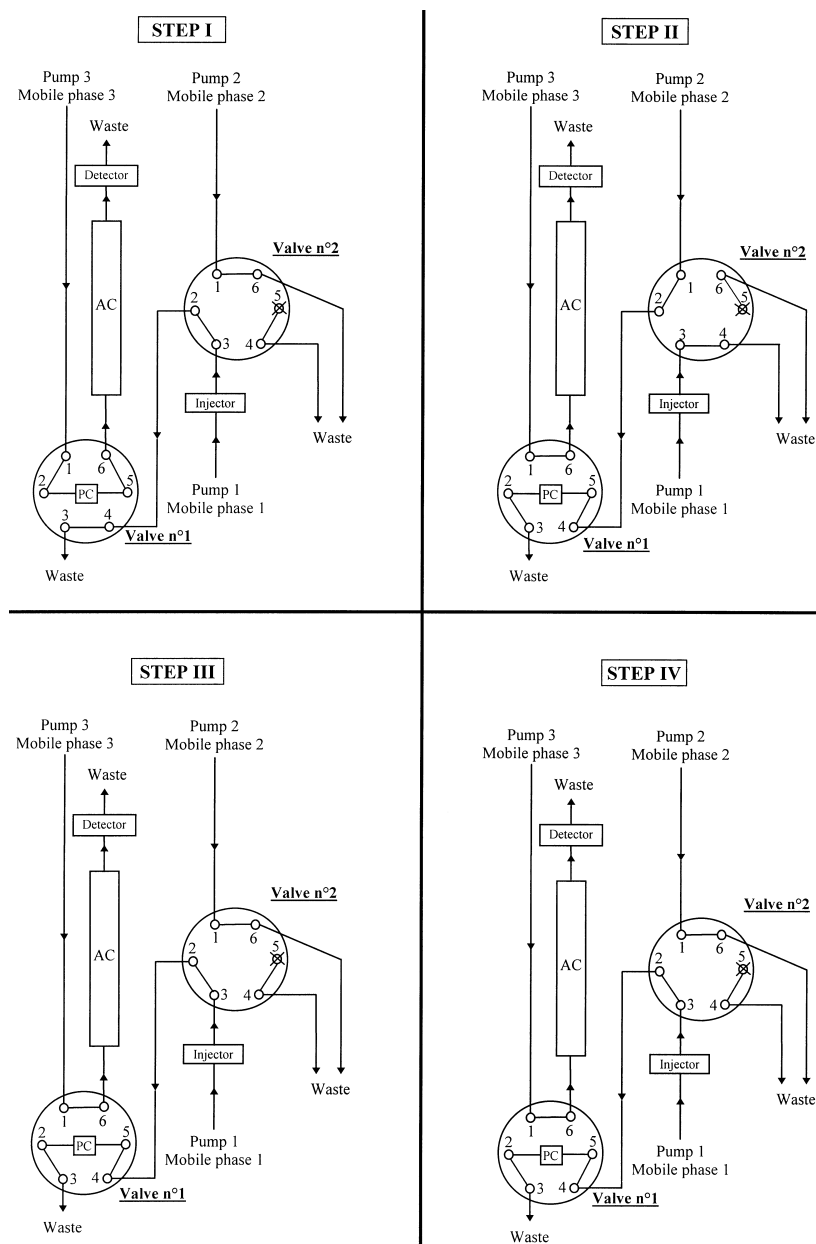 STEP I
Pump 3
Mobile phase 3
Pump 2
Mobile phase 2
Waste
Detector
Valve n°2
1
6
2
5
AC
3
4
Injector
Waste
1
6
2
PC
5
3
4
Pump 1
Mobile phase 1
Valve n°1
Waste
STEP II
Pump 3
Mobile phase 3
Pump 2
Mobile phase 2
Waste
Detector
Valve n°2
1
6
2
5
AC
3
4
Injector
Waste
1
6
2
PC
5
3
4
Pump 1
Mobile phase 1
Valve n°1
Waste
STEP III
Pump 3
Mobile phase 3
Pump 2
Mobile phase 2
Waste
Detector
Valve n°2
1
6
2
5
AC
3
4
Injector
Waste
1
6
2
PC
5
3
4
Pump 1
Mobile phase 1
Valve n°1
Waste
STEP IV
Pump 3
Mobile phase 3
Pump 2
Mobile phase 2
Waste
Detector
Valve n°2
1
6
2
5
AC
3
4
Injector
Waste
1
6
2
PC
5
3
4
Pump 1
Mobile phase 1
Valve n°1
Waste